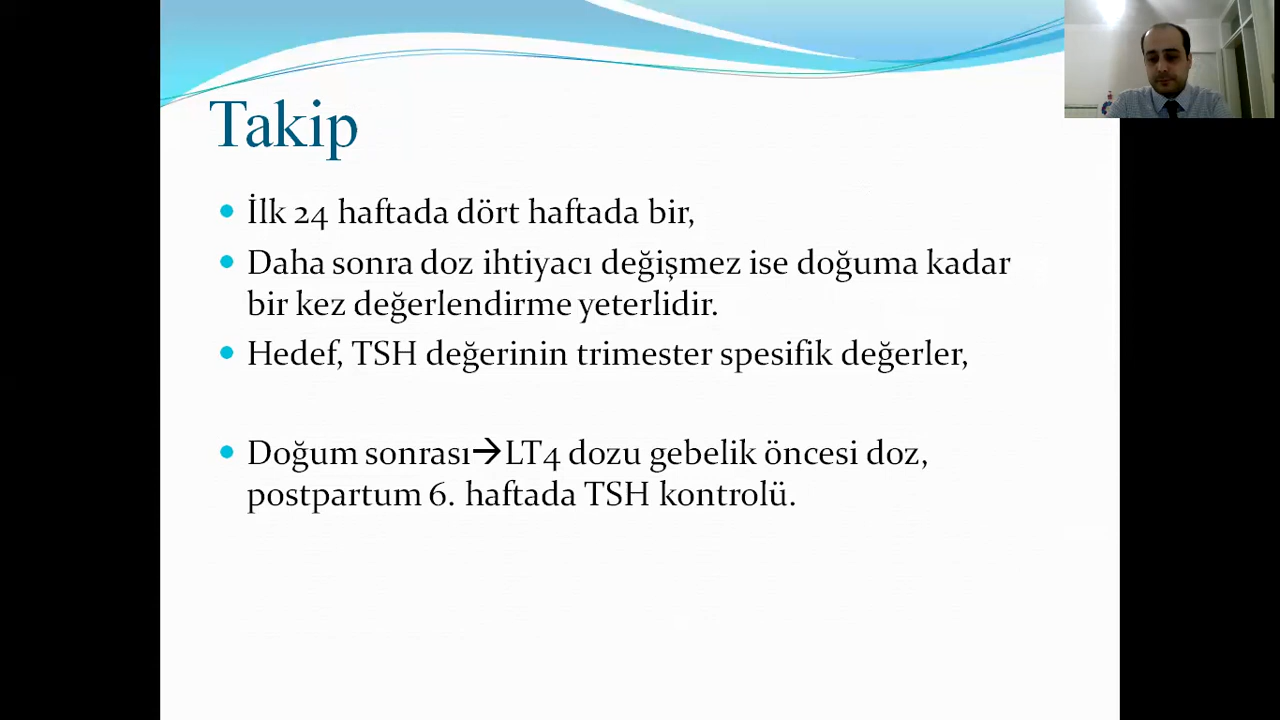 Takip
İlk 24 haftada dört haftada bir,
Daha sonra doz ihtiyacı değişmez ise doğuma kadar
bir kez değerlendirme yeterlidir.
Hedef, TSH değerinin trimester spesifik değerler,
Doğum sonrası→LT4 dozu gebelik öncesi doz,
postpartum 6. haftada TSH kontrolü.